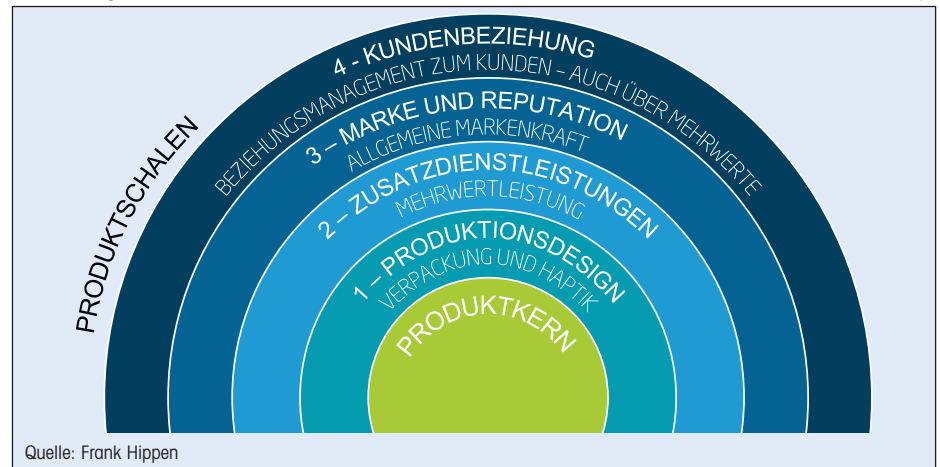 PRODUKTSCHALEN
4 - KUNDENBEZIEHUNG
BEZIEHUNGSMANAGEMENT ZUM KUNDEN – AUCH ÜBER MEHRWERTE
3 – MARKE UND REPUTATION
ALLGEMEINE MARKENKRAFT
2 – ZUSATZDIENSTLEISTUNGEN
MEHRWERTLEISTUNG
1 – PRODUKTIONSDESIGN
VERPACKUNG UND HAPTIK
PRODUKTKERN
Quelle: Frank Hippen